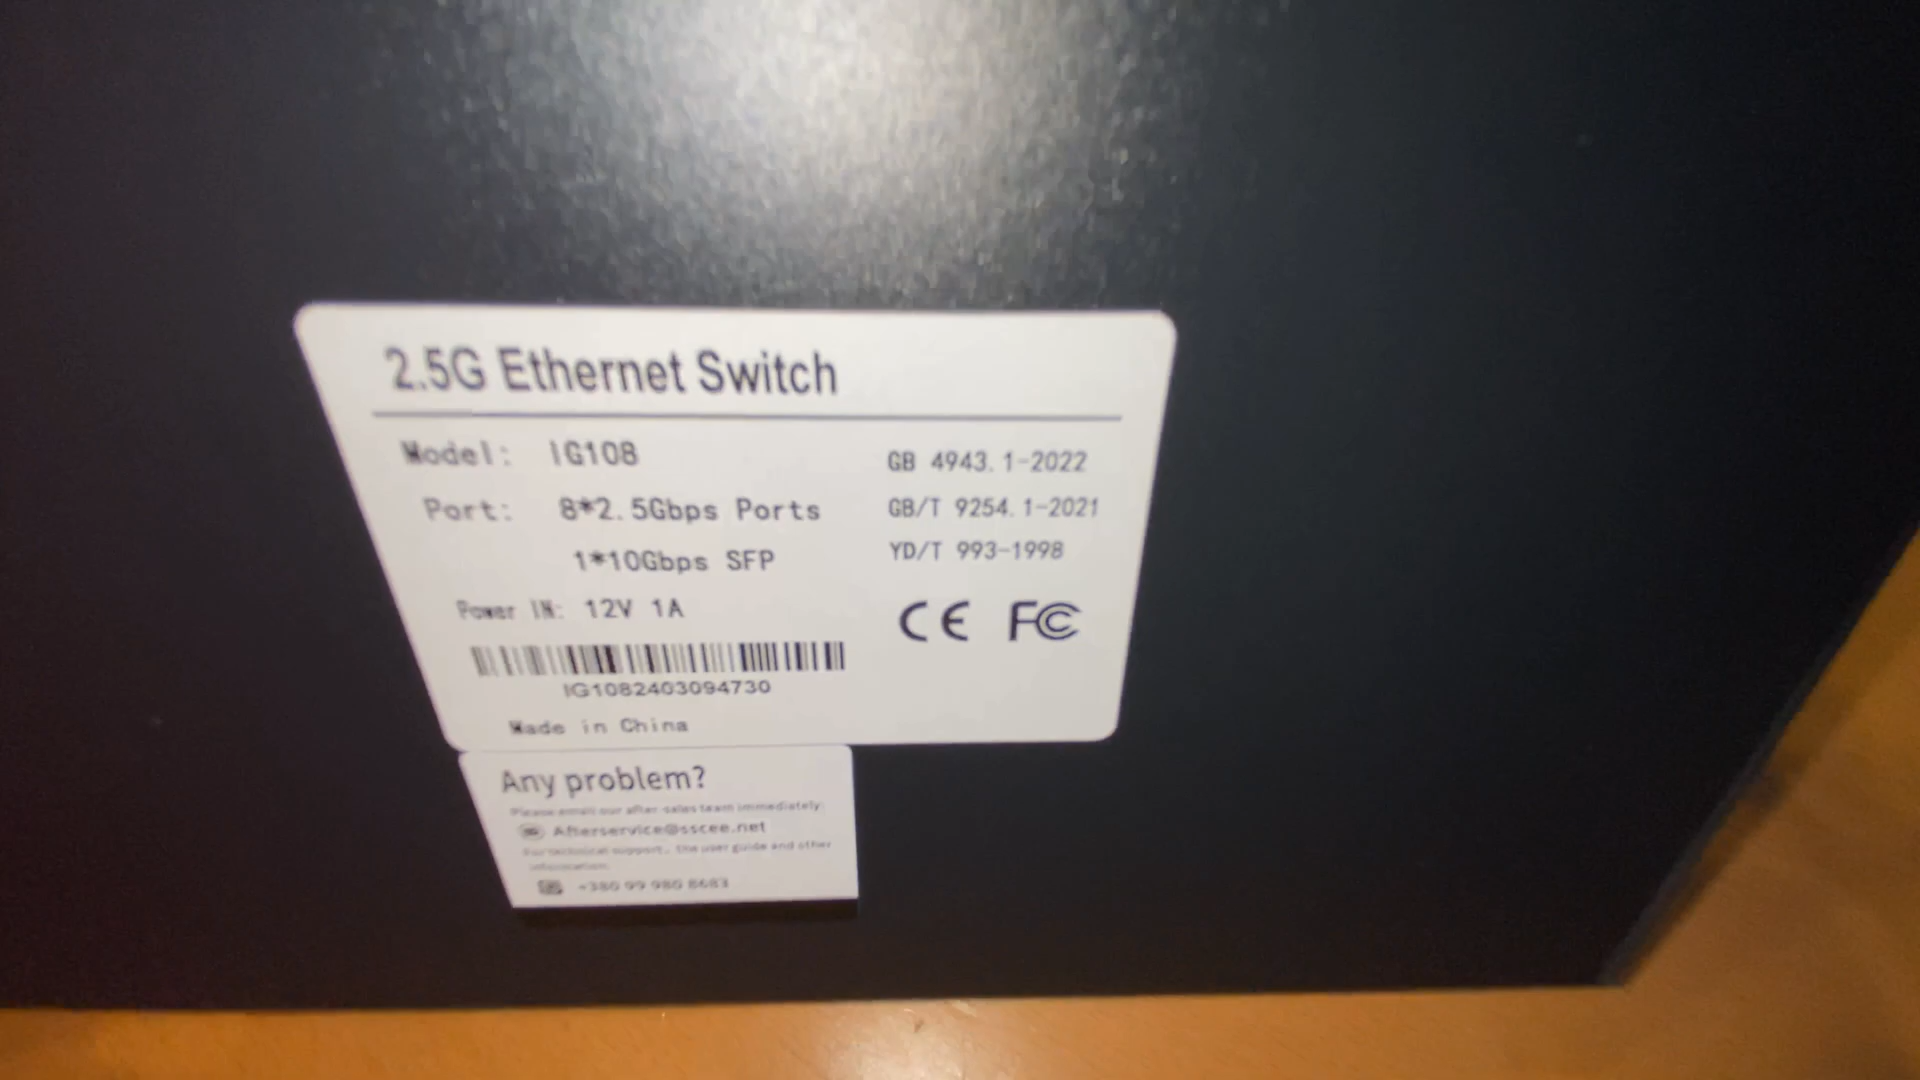 2.5G Ethernet Switch
Model: IG108
Port: 8*2.5Gbps Ports
1*10Gbps SFP
Power IN: 12V 1A
IG1082403094730
Made in China
GB 4943.1-2022
GB/T 9254.1-2021
YD/T 993-1998
CE FC
Any problem?
Please email our after-sales team immediately:
Afterservice@sscee.net
For technical support, the user guide and other
information:
+380 99 980 8683